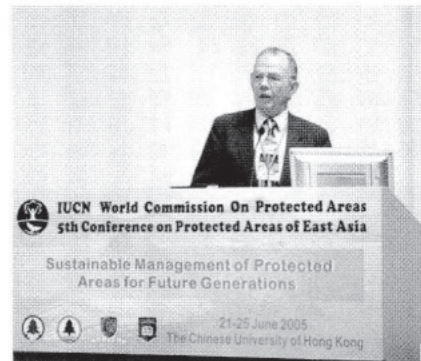 IUCN World Commission On Protected Areas
5th Conference on Protected Areas of East Asia
Sustainable Management of Protected
Areas for Future Generations
21-25 June 2005
The Chinese University of Hong Kong